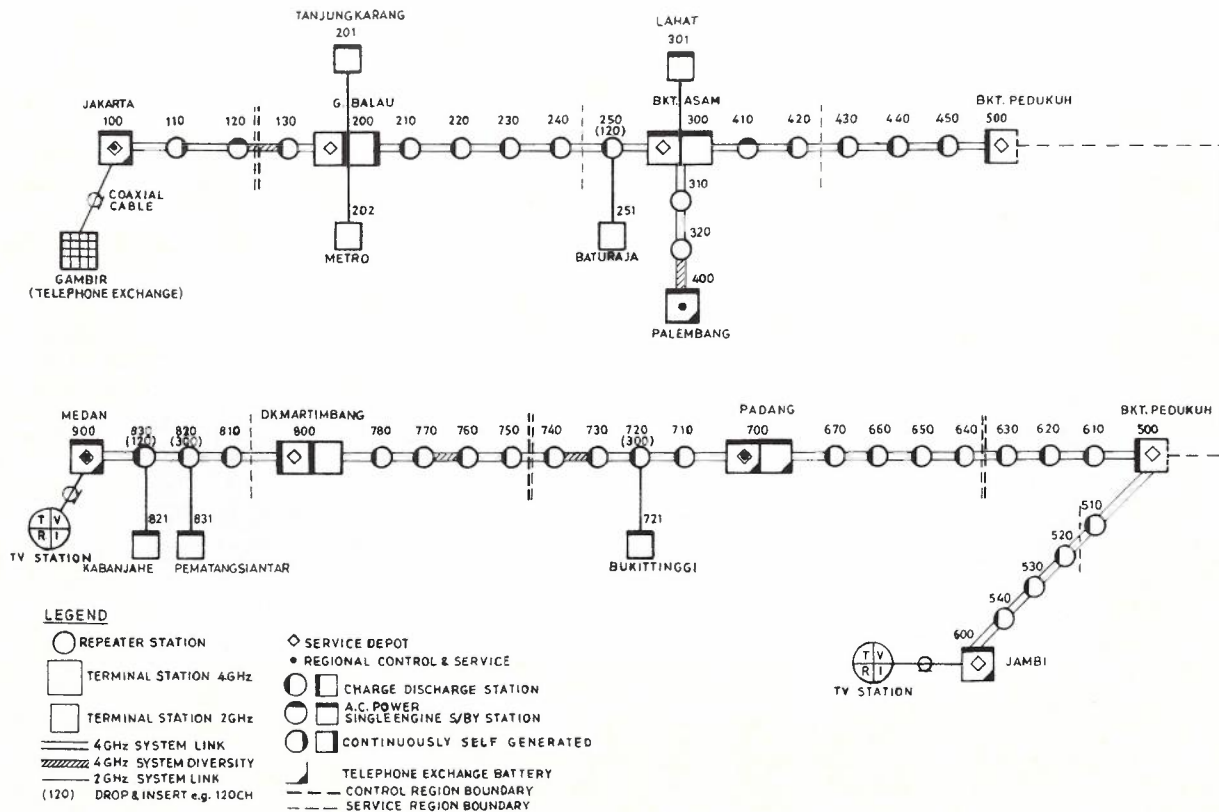 TANJUNGKARANG
201
LAHAT
301
JAKARTA
100
110
120
130
G. BALAU
200
210
220
230
240
250
(120)
BKT. ASAM
300
410
420
430
440
450
BKT. PEDUKUH
500
COAXIAL
CABLE
GAMBIR
(TELEPHONE EXCHANGE)
202
METRO
251
BATURAJA
310
320
400
PALEMBANG
MEDAN
900
830
(120)
820
(300)
810
DK.MARTIMBANG
800
780
770
760
750
740
730
720
(300)
710
PADANG
700
670
660
650
640
630
620
610
BKT. PEDUKUH
500
T V
R I
TV STATION
821
KABANJAHE
831
PEMATANGSIANTAR
721
BUKITTINGGI
510
520
530
540
600
JAMBI
T V
R I
TV STATION
LEGEND
REPEATER STATION
TERMINAL STATION 4GHz
TERMINAL STATION 2GHz
4GHz SYSTEM LINK
4GHz SYSTEM DIVERSITY
2GHz SYSTEM LINK
(120) DROP & INSERT e.g. 120CH
SERVICE DEPOT
REGIONAL CONTROL & SERVICE
CHARGE DISCHARGE STATION
A.C. POWER
SINGLE ENGINE S/BY STATION
CONTINUOUSLY SELF GENERATED
TELEPHONE EXCHANGE BATTERY
CONTROL REGION BOUNDARY
SERVICE REGION BOUNDARY